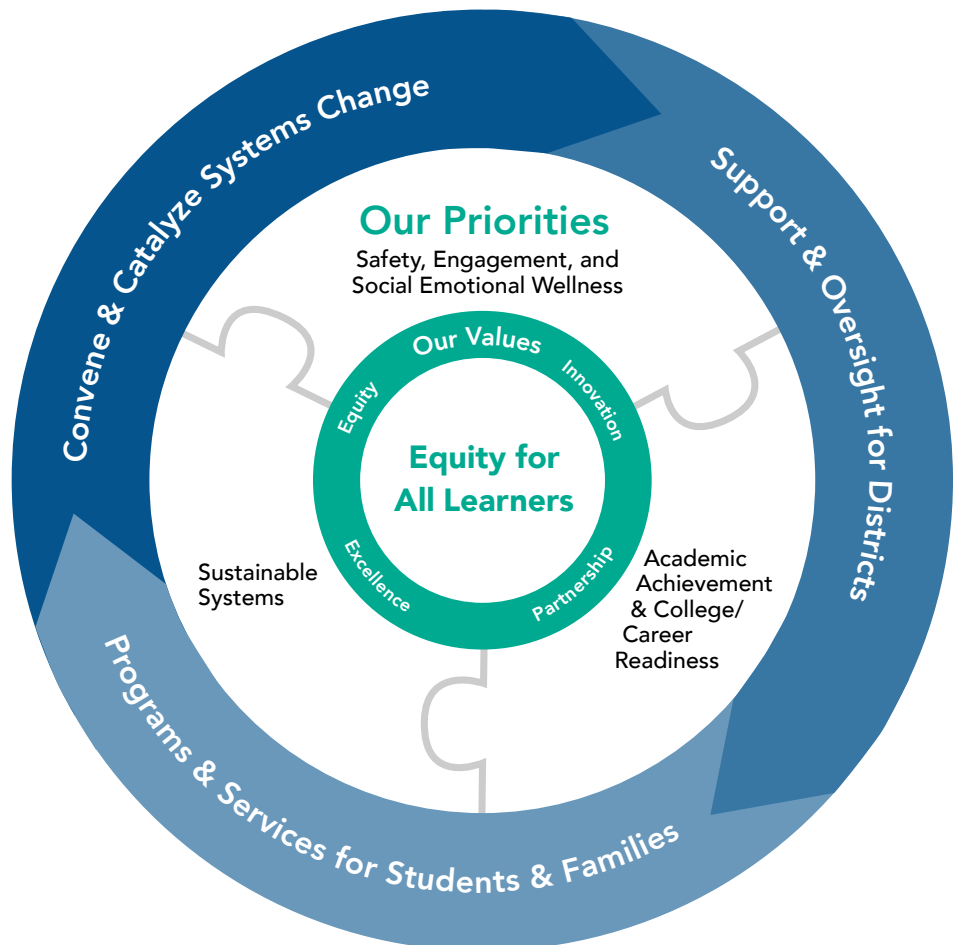 Convene & Catalyze Systems Change
Support & Oversight for Districts
Programs & Services for Students & Families
Our Priorities
Safety, Engagement, and
Social Emotional Wellness
Our Values
Equity
Innovation
Excellence
Partnership
Equity for
All Learners
Sustainable
Systems
Academic
Achievement
& College/
Career
Readiness